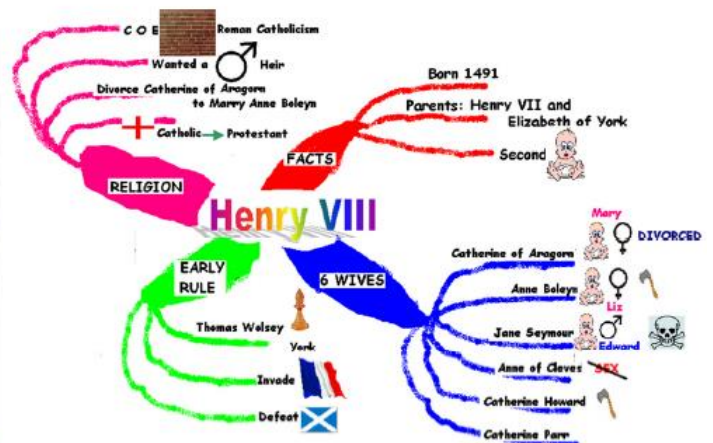 C O E Roman Catholicism
Wanted a Heir
Divorce Catherine of Aragorn
to Marry Anne Boleyn
Catholic Protestant
RELIGION
Born 1491
Parents: Henry VII and
Elizabeth of York
Second
FACTS
Henry VIII
EARLY
RULE
Thomas Wolsey
York
Invade
Defeat
6 WIVES
Mary
Catherine of Aragorn DIVORCED
Anne Boleyn
Liz
Jane Seymour
Edward
Anne of Cleves SEX
Catherine Howard
Catherine Parr